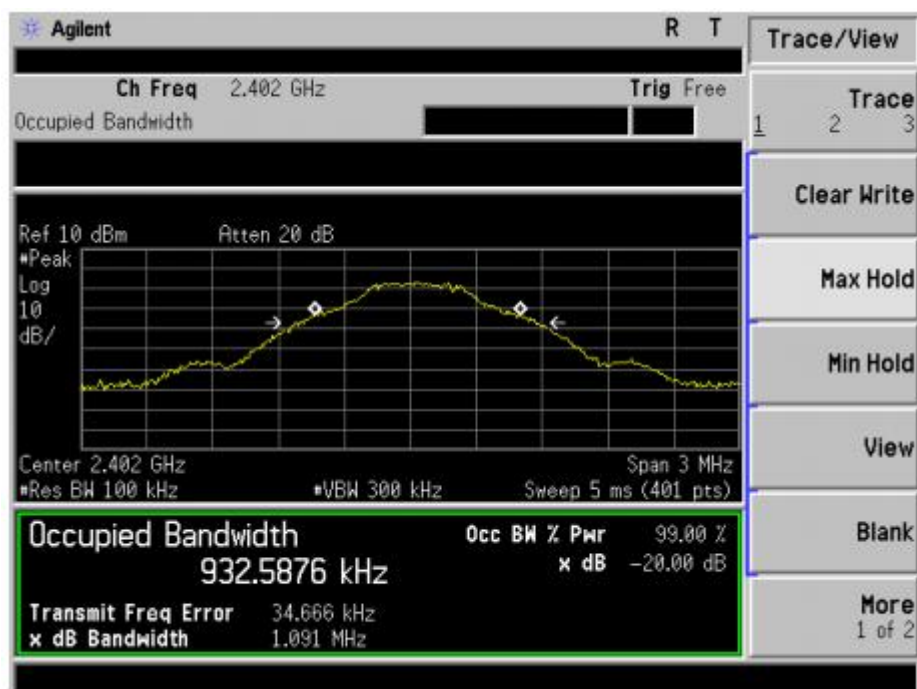 Agilent R T
Ch Freq 2.402 GHz Trig Free
Occupied Bandwidth
Ref 10 dBm Atten 20 dB
#Peak
Log
10
dB/
Center 2.402 GHz Span 3 MHz
#Res BW 100 kHz #VBW 300 kHz Sweep 5 ms (401 pts)
Occupied Bandwidth
932.5876 kHz
Occ BW % Pwr 99.00 %
x dB -20.00 dB
Transmit Freq Error 34.666 kHz
x dB Bandwidth 1.091 MHz
Trace/View
Trace
1 2 3
Clear Write
Max Hold
Min Hold
View
Blank
More
1 of 2